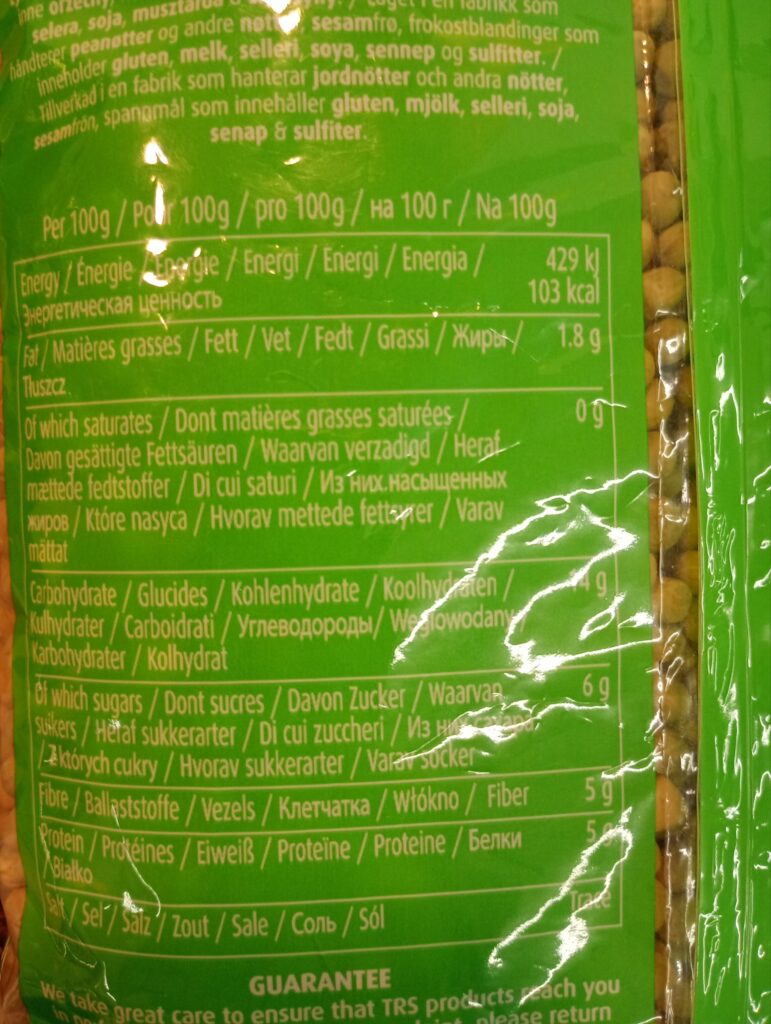 selera, soja, musztarda
håndterer peanøtter og andre nøtter, sesamfrø, frokostblandinger som
inneholder gluten, melk, selleri, soya, sennep og sulfitter. /
Tillverkad i en fabrik som hanterar jordnötter och andra nötter,
sesamfrön, spannmål som innehåller gluten, mjölk, selleri, soja,
senap & sulfiter.
Per 100g / Pour 100g / pro 100g / на 100 г / Na 100g
Energy / Énergie / Energie / Energi / Energi / Energia / 429 kj
Энергетическая ценность 103 kcal
Fat / Matières grasses / Fett / Vet / Fedt / Grassi / Жиры / 1.8 g
Tłuszcz
Of which saturates / Dont matières grasses saturées / 0 g
Davon gesättigte Fettsäuren / Waarvan verzadigd / Heraf
mættede fedtstoffer / Di cui saturi / Из них насыщенных
жиров / Które nasyca / Hvorav mettede fettsyrer / Varav
mättat
Carbohydrate / Glucides / Kohlenhydrate / Koolhydraten / 14 g
Kulhydrater / Carboidrati / Углеводороды / Węglowodany /
Karbohydrater / Kolhydrat
Of which sugars / Dont sucres / Davon Zucker / Waarvan 6 g
suikers / Heraf sukkerarter / Di cui zuccheri / Из них сахара
/ Z których cukry / Hvorav sukkerarter / Varav socker
Fibre / Ballaststoffe / Vezels / Клетчатка / Włókno / Fiber 5 g
Protein / Protéines / Eiweiß / Proteïne / Proteine / Белки 5
/ Białko
Salt / Sel / Salz / Zout / Sale / Соль / Sól Trace
GUARANTEE
We take great care to ensure that TRS products reach you
please return